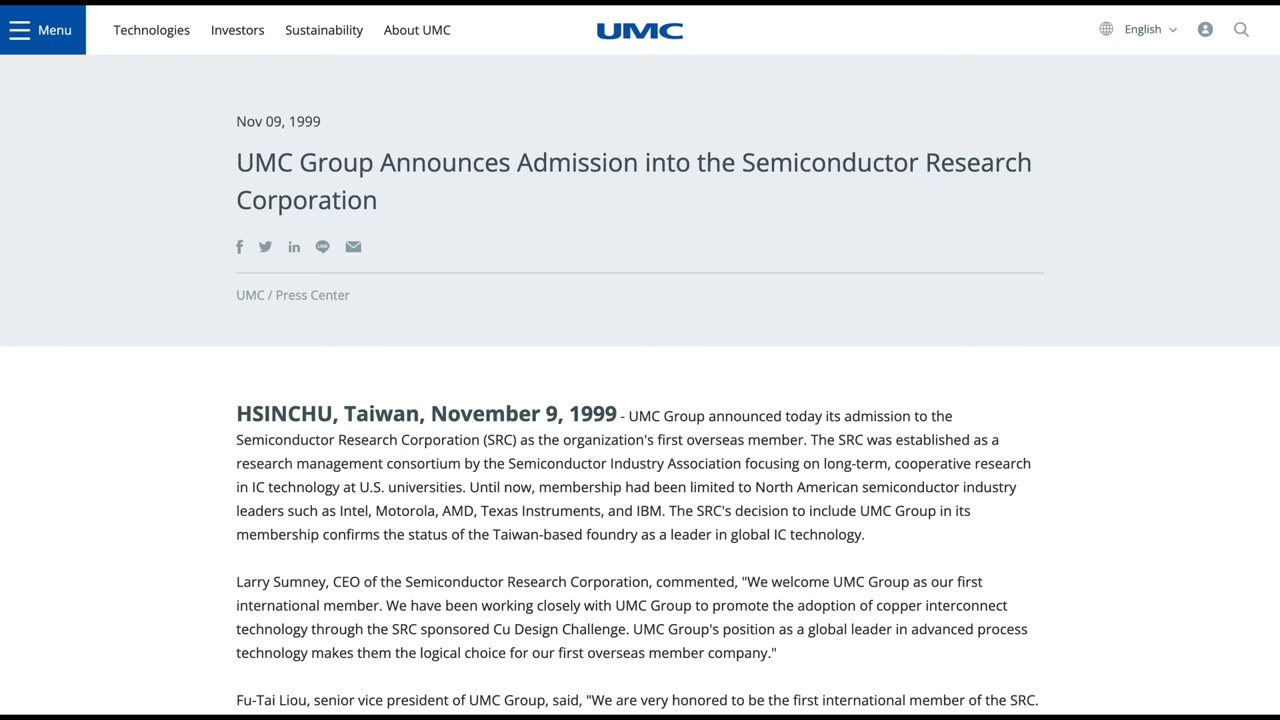 Menu
Technologies
Investors
Sustainability
About UMC
UMC
English
Nov 09, 1999
UMC Group Announces Admission into the Semiconductor Research
Corporation
UMC / Press Center
HSINCHU, Taiwan, November 9, 1999 - UMC Group announced today its admission to the
Semiconductor Research Corporation (SRC) as the organization's first overseas member. The SRC was established as a
research management consortium by the Semiconductor Industry Association focusing on long-term, cooperative research
in IC technology at U.S. universities. Until now, membership had been limited to North American semiconductor industry
leaders such as Intel, Motorola, AMD, Texas Instruments, and IBM. The SRC's decision to include UMC Group in its
membership confirms the status of the Taiwan-based foundry as a leader in global IC technology.
Larry Sumney, CEO of the Semiconductor Research Corporation, commented, "We welcome UMC Group as our first
international member. We have been working closely with UMC Group to promote the adoption of copper interconnect
technology through the SRC sponsored Cu Design Challenge. UMC Group's position as a global leader in advanced process
technology makes them the logical choice for our first overseas member company."
Fu-Tai Liou, senior vice president of UMC Group, said, "We are very honored to be the first international member of the SRC.